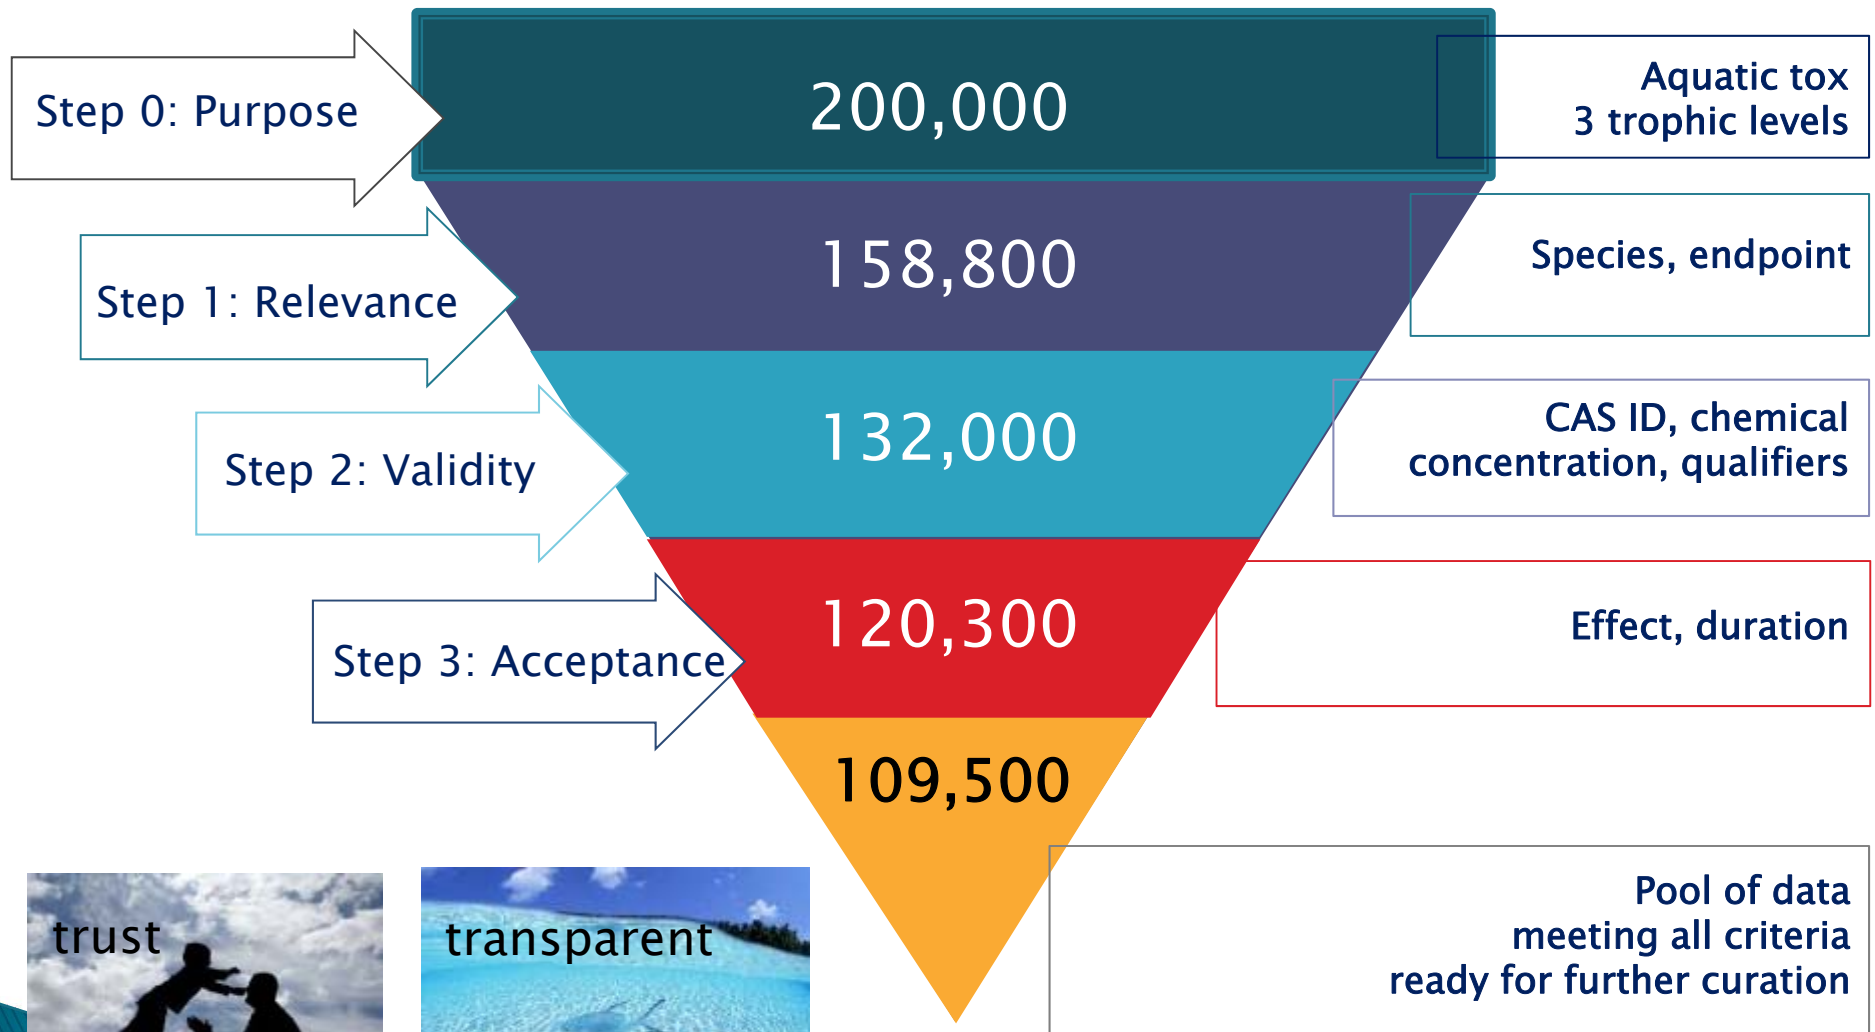 Step 0: Purpose
200,000
Aquatic tox
3 trophic levels
Step 1: Relevance
158,800
Species, endpoint
Step 2: Validity
132,000
CAS ID, chemical
concentration, qualifiers
Step 3: Acceptance
120,300
Effect, duration
109,500
Pool of data
meeting all criteria
ready for further curation
trust
transparent